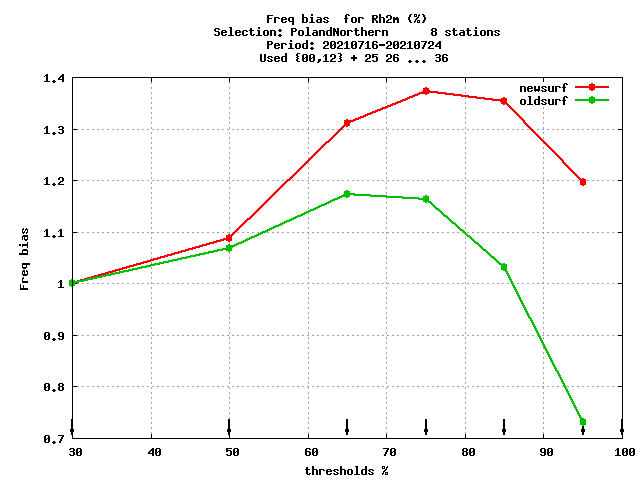 Freq bias  for Rh2m (%)
Selection: PolandNorthern      8 stations
Period: 20210716-20210724
Used {00,12} + 25 26 ... 36
newsurf
oldsurf
1.4
1.3
1.2
1.1
1
0.9
0.8
0.7
Freq bias
30 40 50 60 70 80 90 100
thresholds %